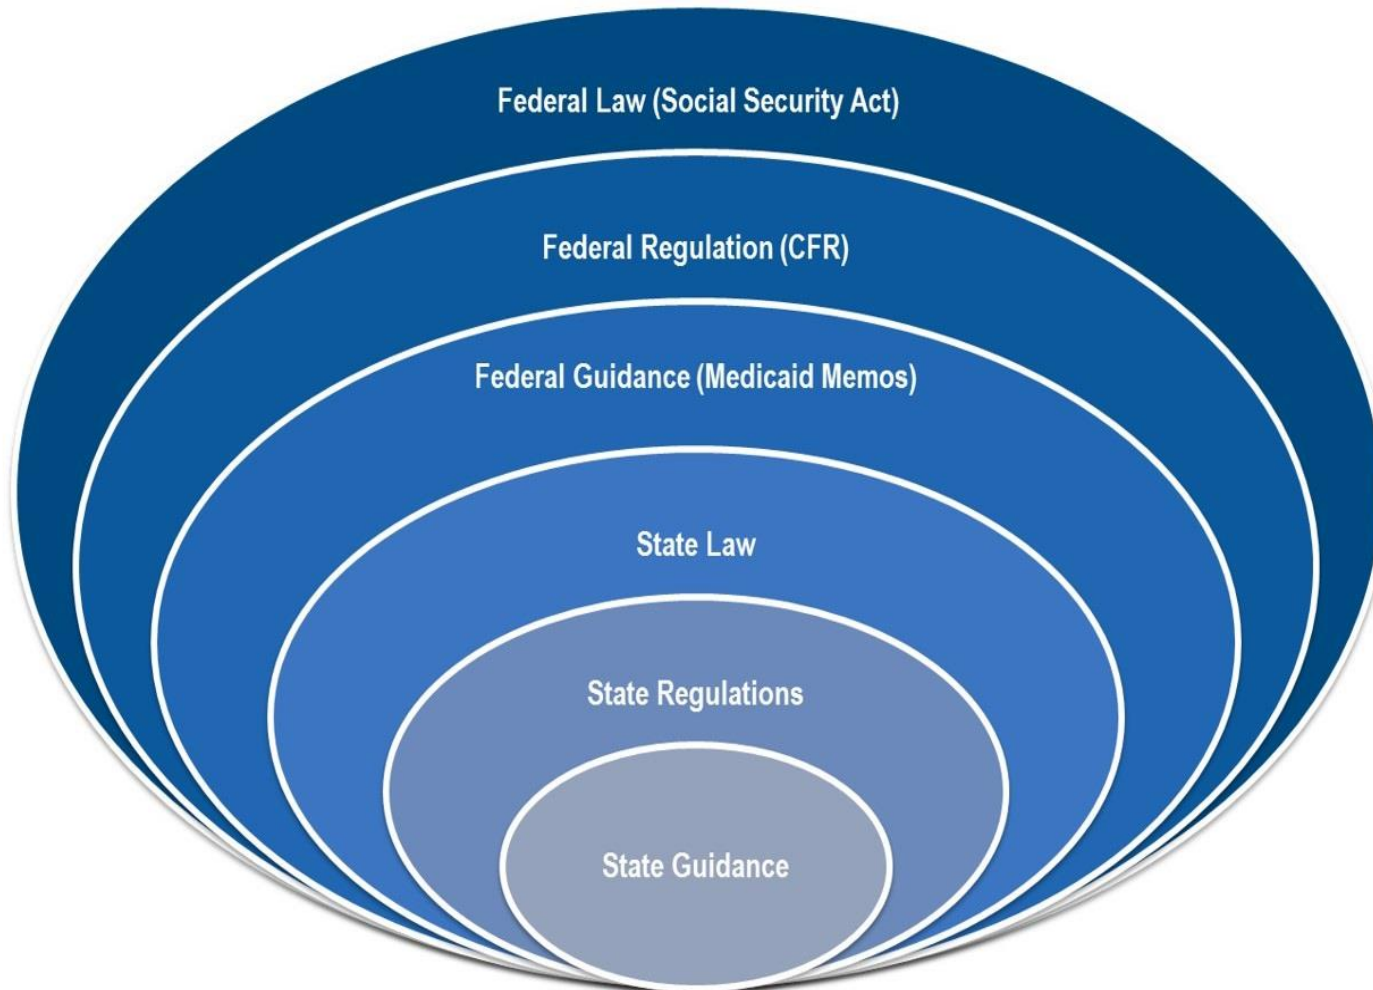 Federal Law (Social Security Act)
Federal Regulation (CFR)
Federal Guidance (Medicaid Memos)
State Law
State Regulations
State Guidance